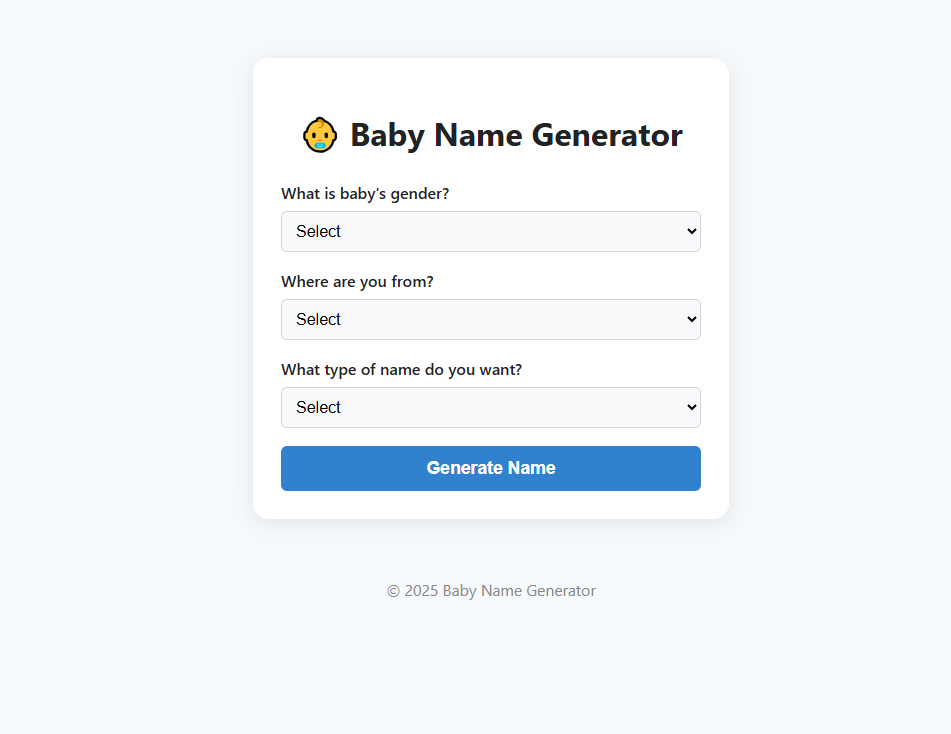 Baby Name Generator
What is baby's gender?
Select
Where are you from?
Select
What type of name do you want?
Select
Generate Name
© 2025 Baby Name Generator